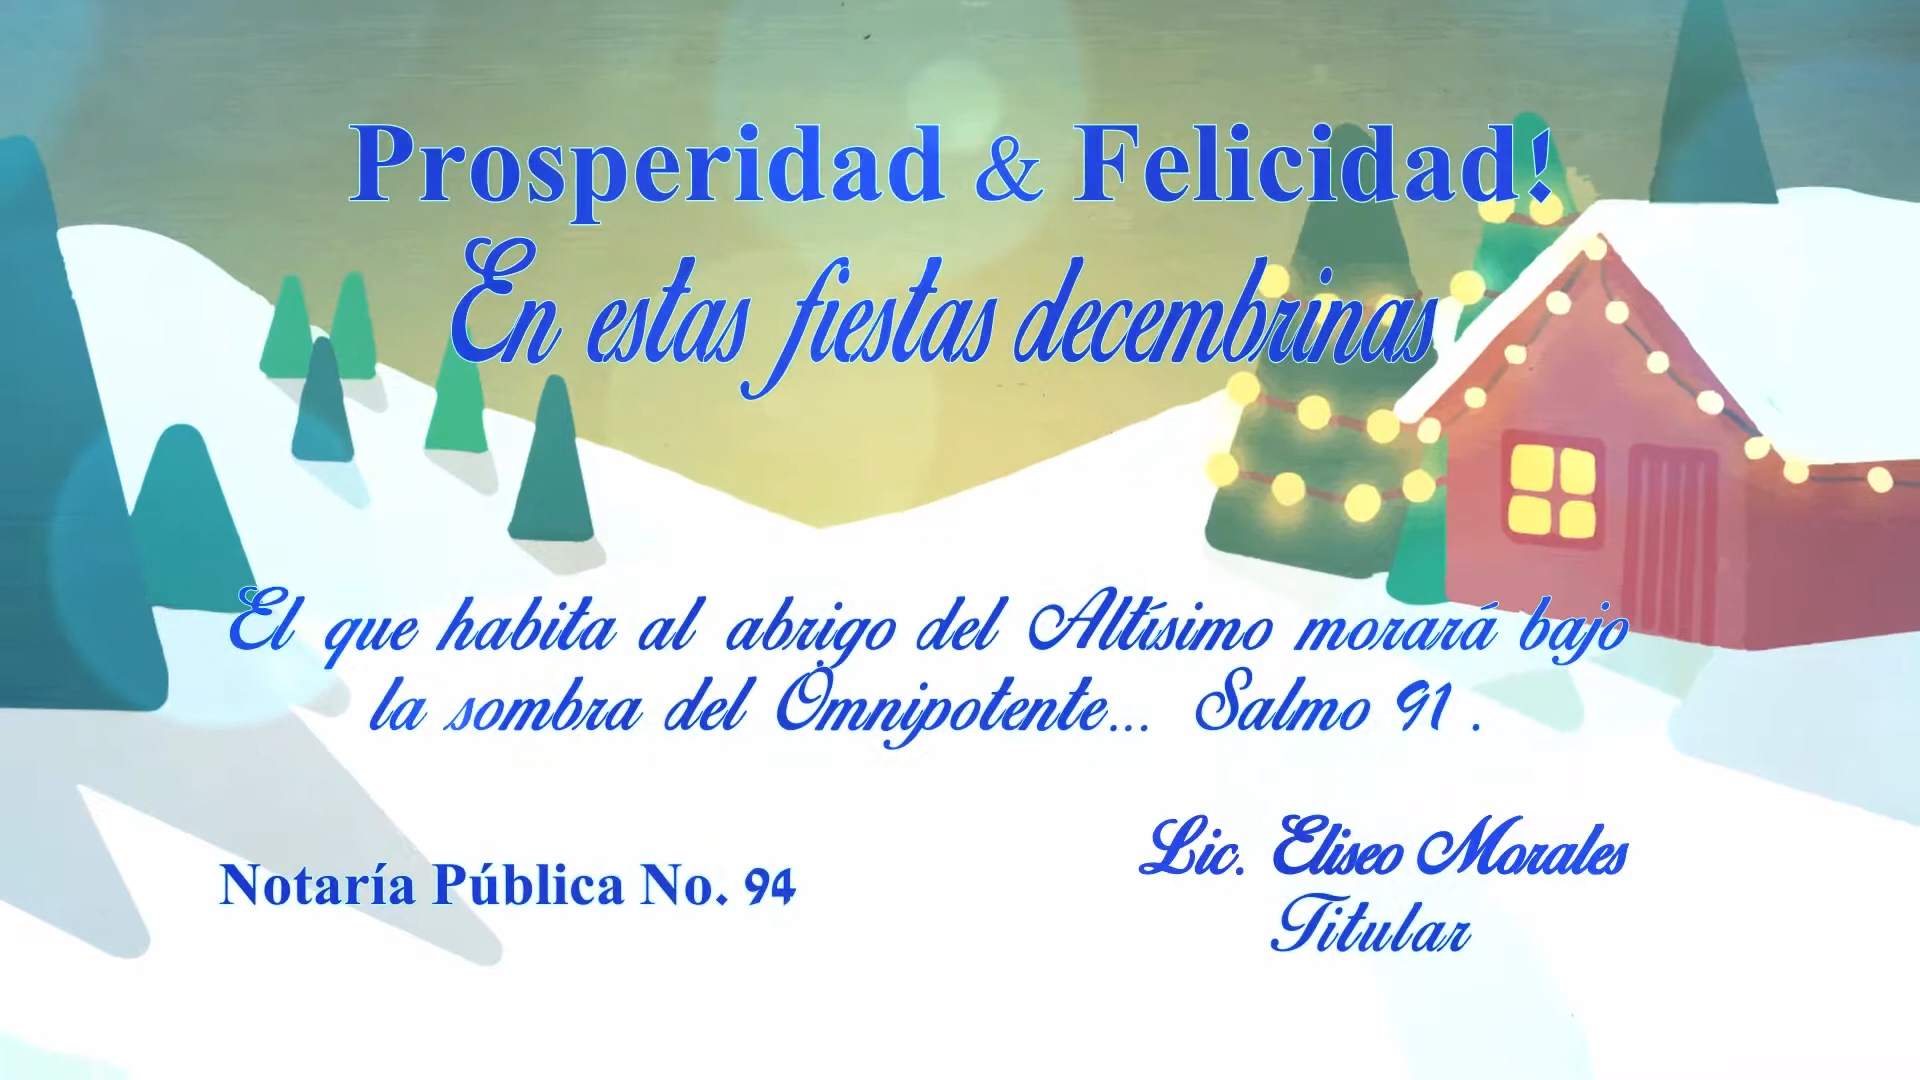 Prosperidad & Felicidad!
En estas fiestas decembrinas
El que habita al abrigo del Altísimo morará bajo
la sombra del Omnipotente... Salmo 91 .
Notaría Pública No. 94
Lic. Eliseo Morales
Titular